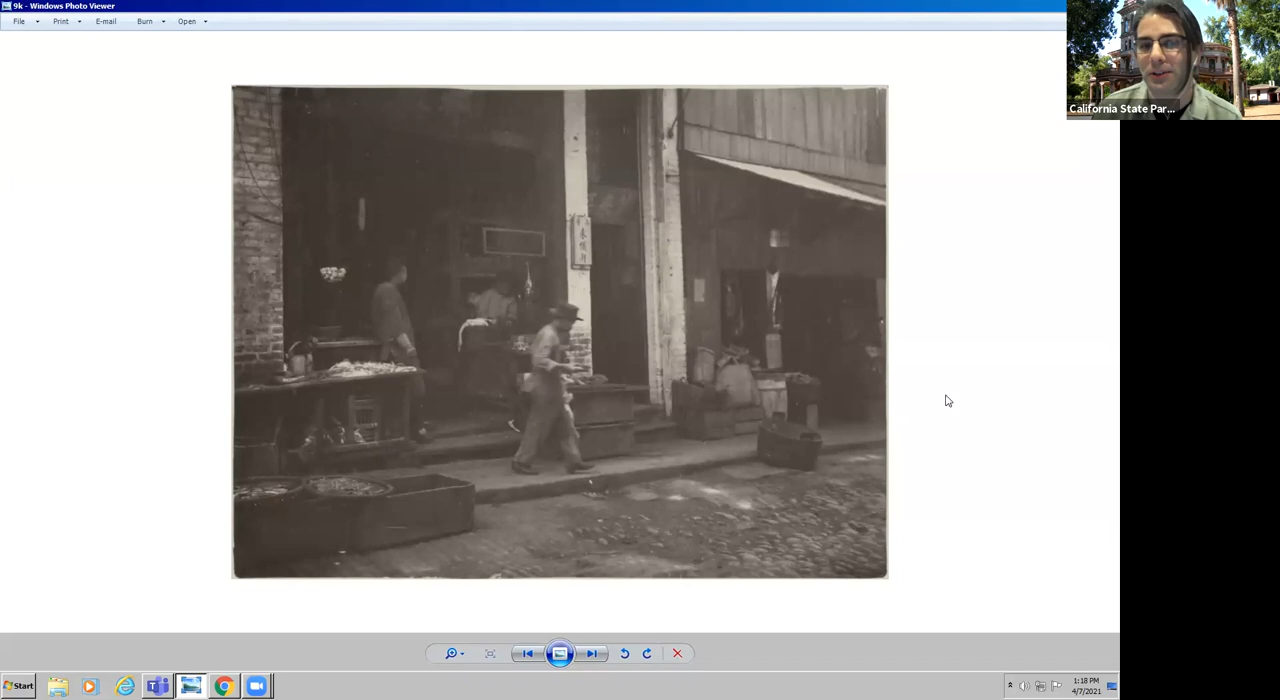 9k - Windows Photo Viewer
File Print E-mail Burn Open
California State Par...
Start
1:18 PM
4/7/2021